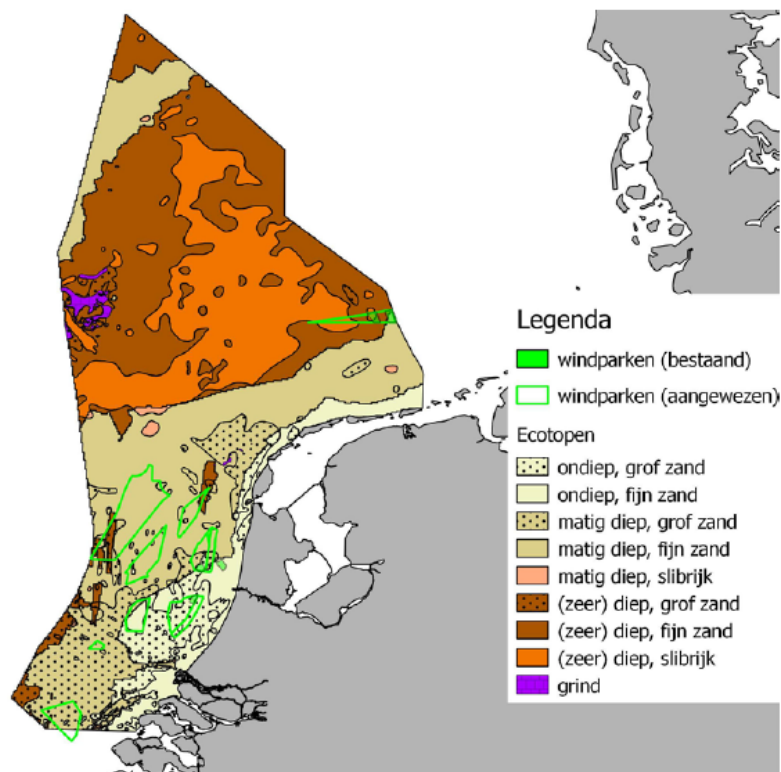 Legenda
windparken (bestaand)
windparken (aangewezen)
Ecotopen
ondiep, grof zand
ondiep, fijn zand
matig diep, grof zand
matig diep, fijn zand
matig diep, slibrijk
(zeer) diep, grof zand
(zeer) diep, fijn zand
(zeer) diep, slibrijk
grind